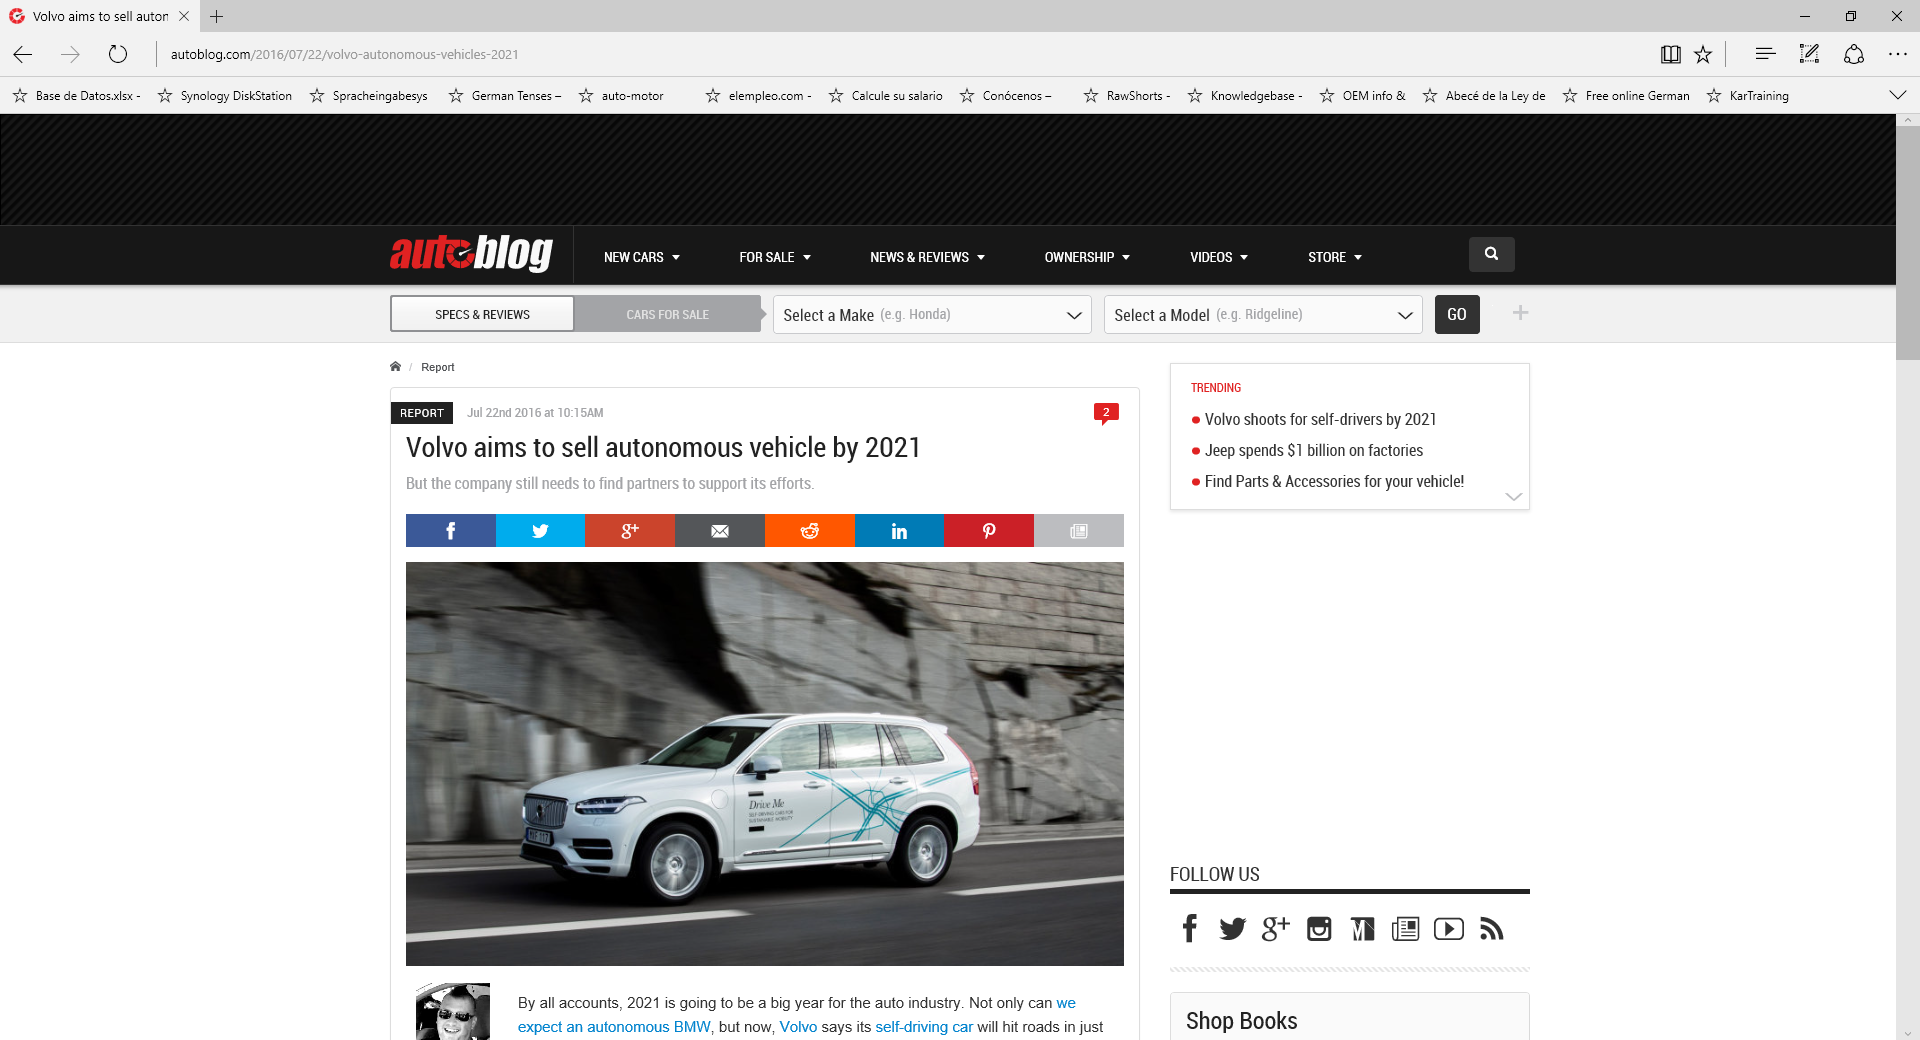 Volvo aims to sell auton
autoblog.com/2016/07/22/volvo-autonomous-vehicles-2021
Base de Datos.xlsx - Synology DiskStation Spracheingabesys German Tenses – auto-motor elempleo.com - Calcule su salario Conócenos – RawShorts - Knowledgebase - OEM info & Abecé de la Ley de Free online German KarTraining
autoblog NEW CARS FOR SALE NEWS & REVIEWS OWNERSHIP VIDEOS STORE
SPECS & REVIEWS CARS FOR SALE Select a Make (e.g. Honda) Select a Model (e.g. Ridgeline) GO +
/ Report
REPORT Jul 22nd 2016 at 10:15AM 2
Volvo aims to sell autonomous vehicle by 2021
But the company still needs to find partners to support its efforts.
f g+ in
Drive Me
SELF DRIVING CARS FOR
SUSTAINABLE MOBILITY
By all accounts, 2021 is going to be a big year for the auto industry. Not only can we
expect an autonomous BMW, but now, Volvo says its self-driving car will hit roads in just
TRENDING
Volvo shoots for self-drivers by 2021
Jeep spends $1 billion on factories
Find Parts & Accessories for your vehicle!
FOLLOW US
f g+ M
Shop Books